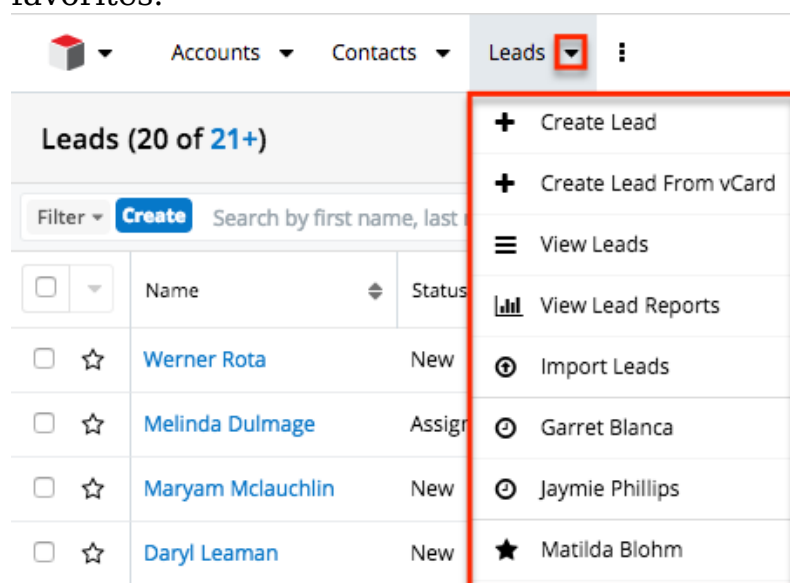 favorites.
Accounts Contacts Leads
Leads (20 of 21+)
Filter Create Search by first name, last
Name Status
Werner Rota New
Melinda Dulmage Assign
Maryam Mclauchlin New
Daryl Leaman New
Create Lead
Create Lead From vCard
View Leads
View Lead Reports
Import Leads
Garret Blanca
Jaymie Phillips
Matilda Blohm